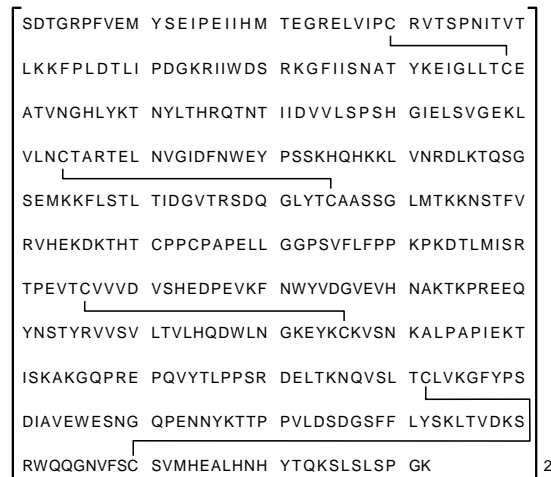 SDTGRPFVEM YSEIPEIIHM TEGRELVIPC RVTSPNITVT
LKKFPLDTLI PDGKRIIWDS RKGFIISNAT YKEIGLLTCE
ATVNGHLYKT NYLTHRQTNT IIDVVLSPSH GIELSVGEKL
VLNCTARTEL NVGIDFNWEY PSSKHQHKKL VNRDLKTQSG
SEMKKFLSTL TIDGVTRSDQ GLYTCAASSG LMTKKNSTFV
RVHEKDKTHT CPPCPAPELL GGPSVFLFPP KPKDTLMISR
TPEVTCVVVD VSHEDPEVKF NWYVDGVEVH NAKTKPREEQ
YNSTYRVVSV LTVLHQDWLN GKEYKCKVSN KALPAPIEKT
ISKAKGQPRE PQVYTLPPSR DELTKNQVSL TCLVKGFYPS
DIAVEWESNG QPENNYKTTP PVLDSDGSFF LYSKLTVDKS
RWQQGNVFSC SVMHEALHNH YTQKSLSLSP GK 2